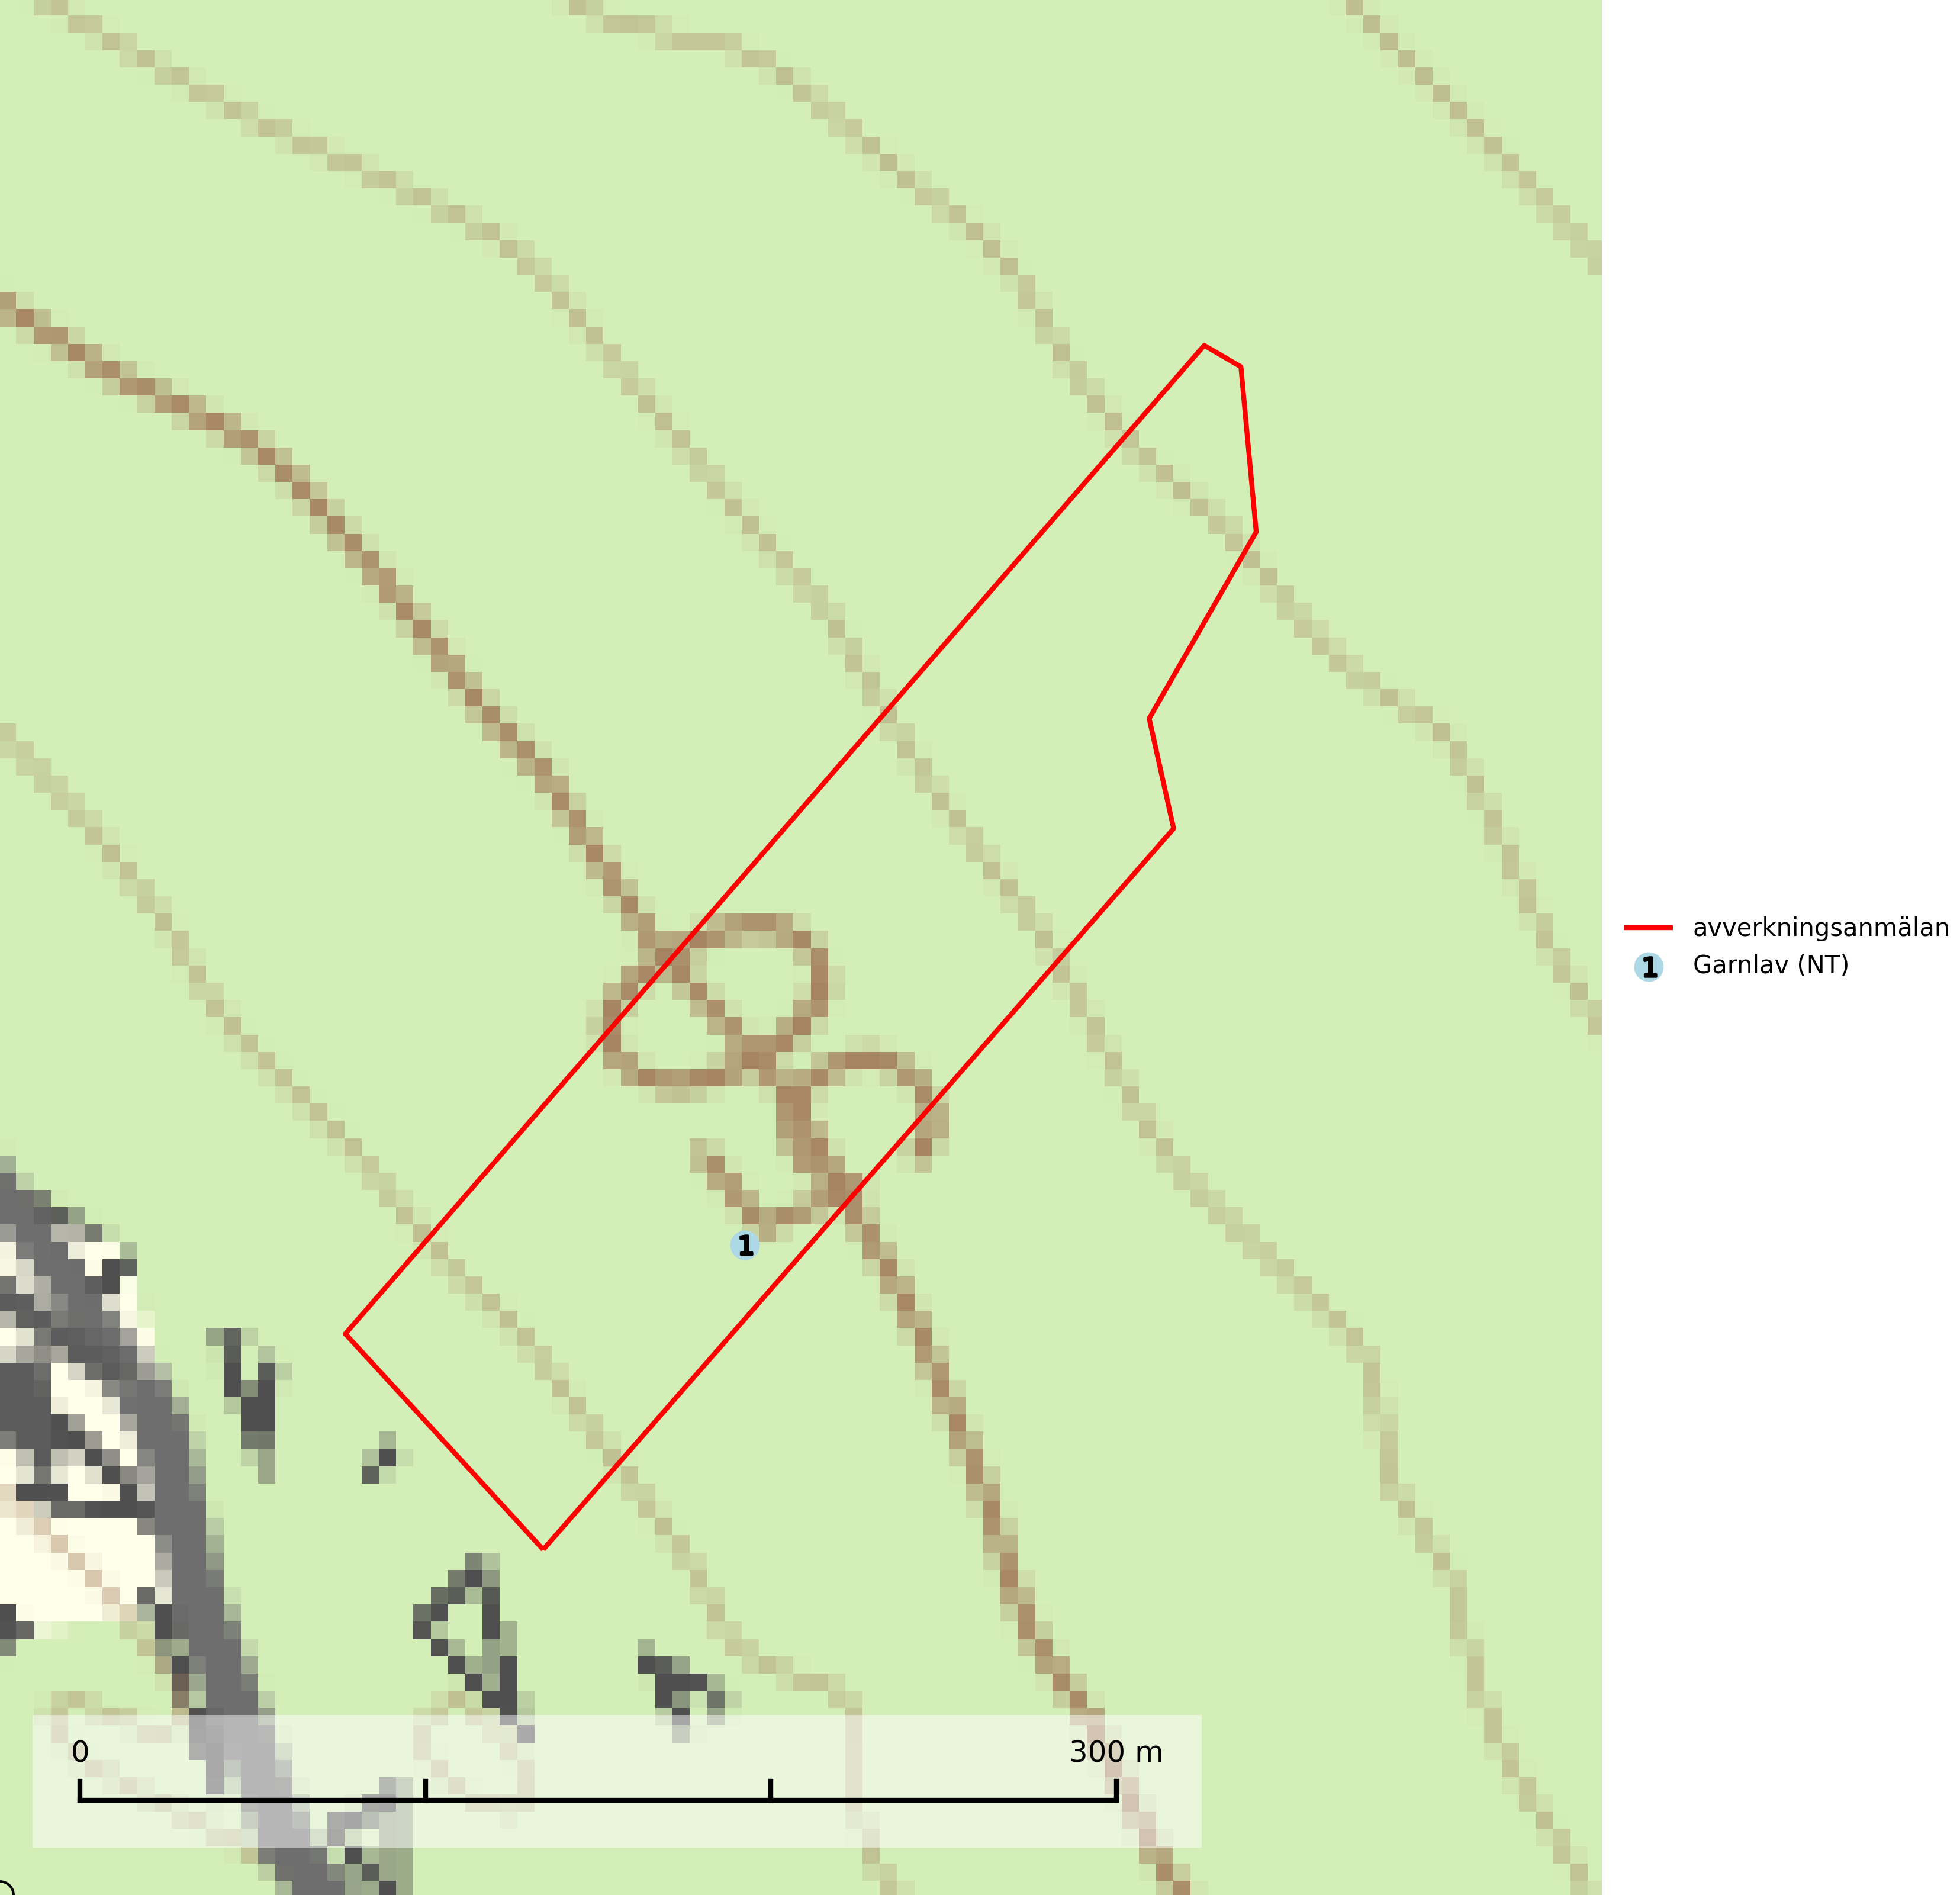 avverkningsanmälan
1 Garnlav (NT)
1
0 300 m